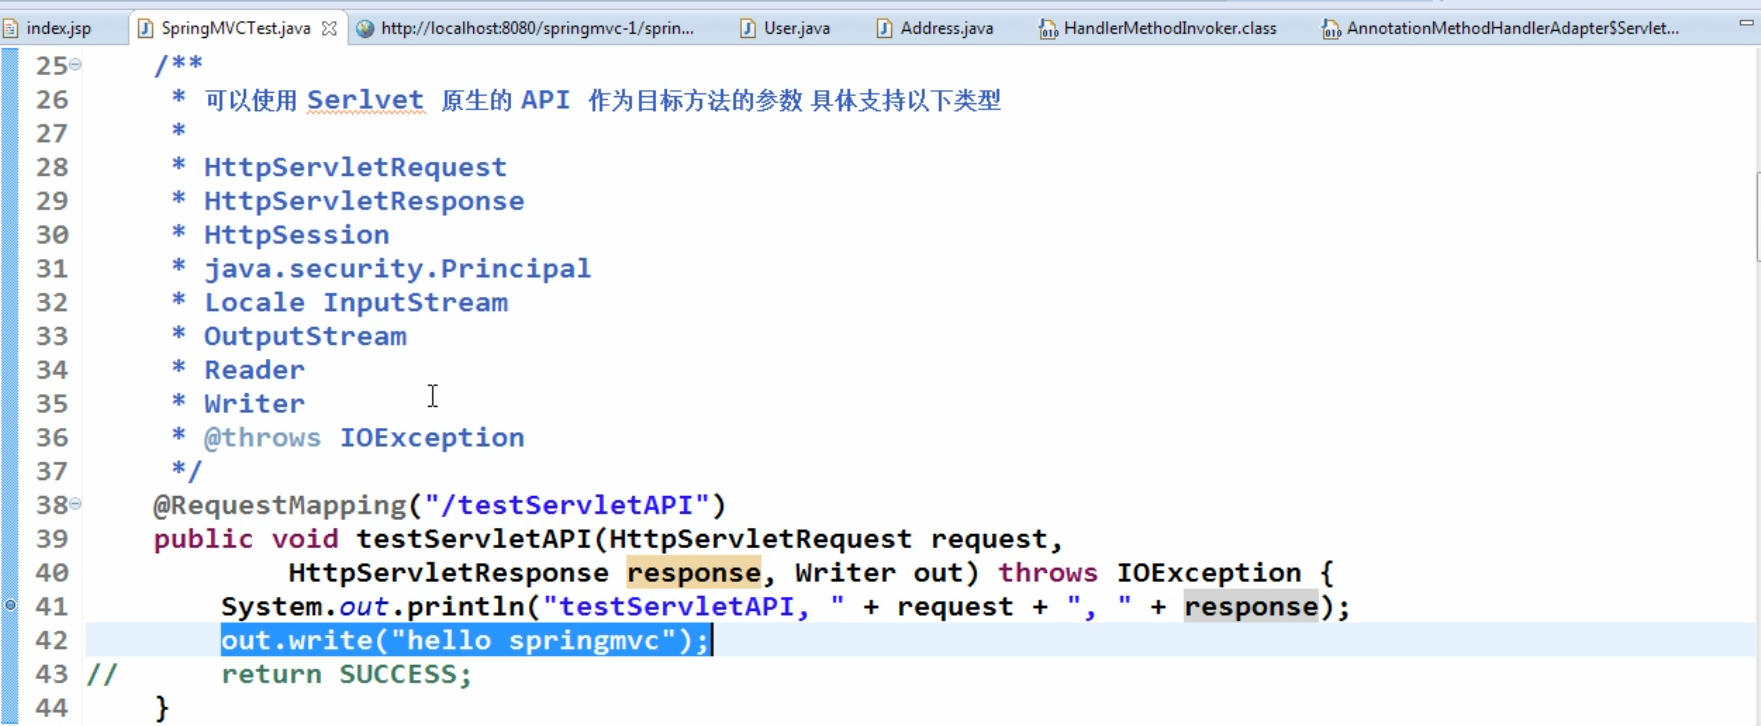 index.jsp SpringMVCTest.java http://localhost:8080/springmvc-1/sprin... User.java Address.java HandlerMethodInvoker.class AnnotationMethodHandlerAdapter$Servlet...
25 /**
26 * 可以使用 Serlvet 原生的 API 作为目标方法的参数 具体支持以下类型
27 *
28 * HttpServletRequest
29 * HttpServletResponse
30 * HttpSession
31 * java.security.Principal
32 * Locale InputStream
33 * OutputStream
34 * Reader
35 * Writer
36 * @throws IOException
37 */
38 @RequestMapping("/testServletAPI")
39 public void testServletAPI(HttpServletRequest request,
40 HttpServletResponse response, Writer out) throws IOException {
41 System.out.println("testServletAPI, " + request + ", " + response);
42 out.write("hello springmvc");
43 // return SUCCESS;
44 }